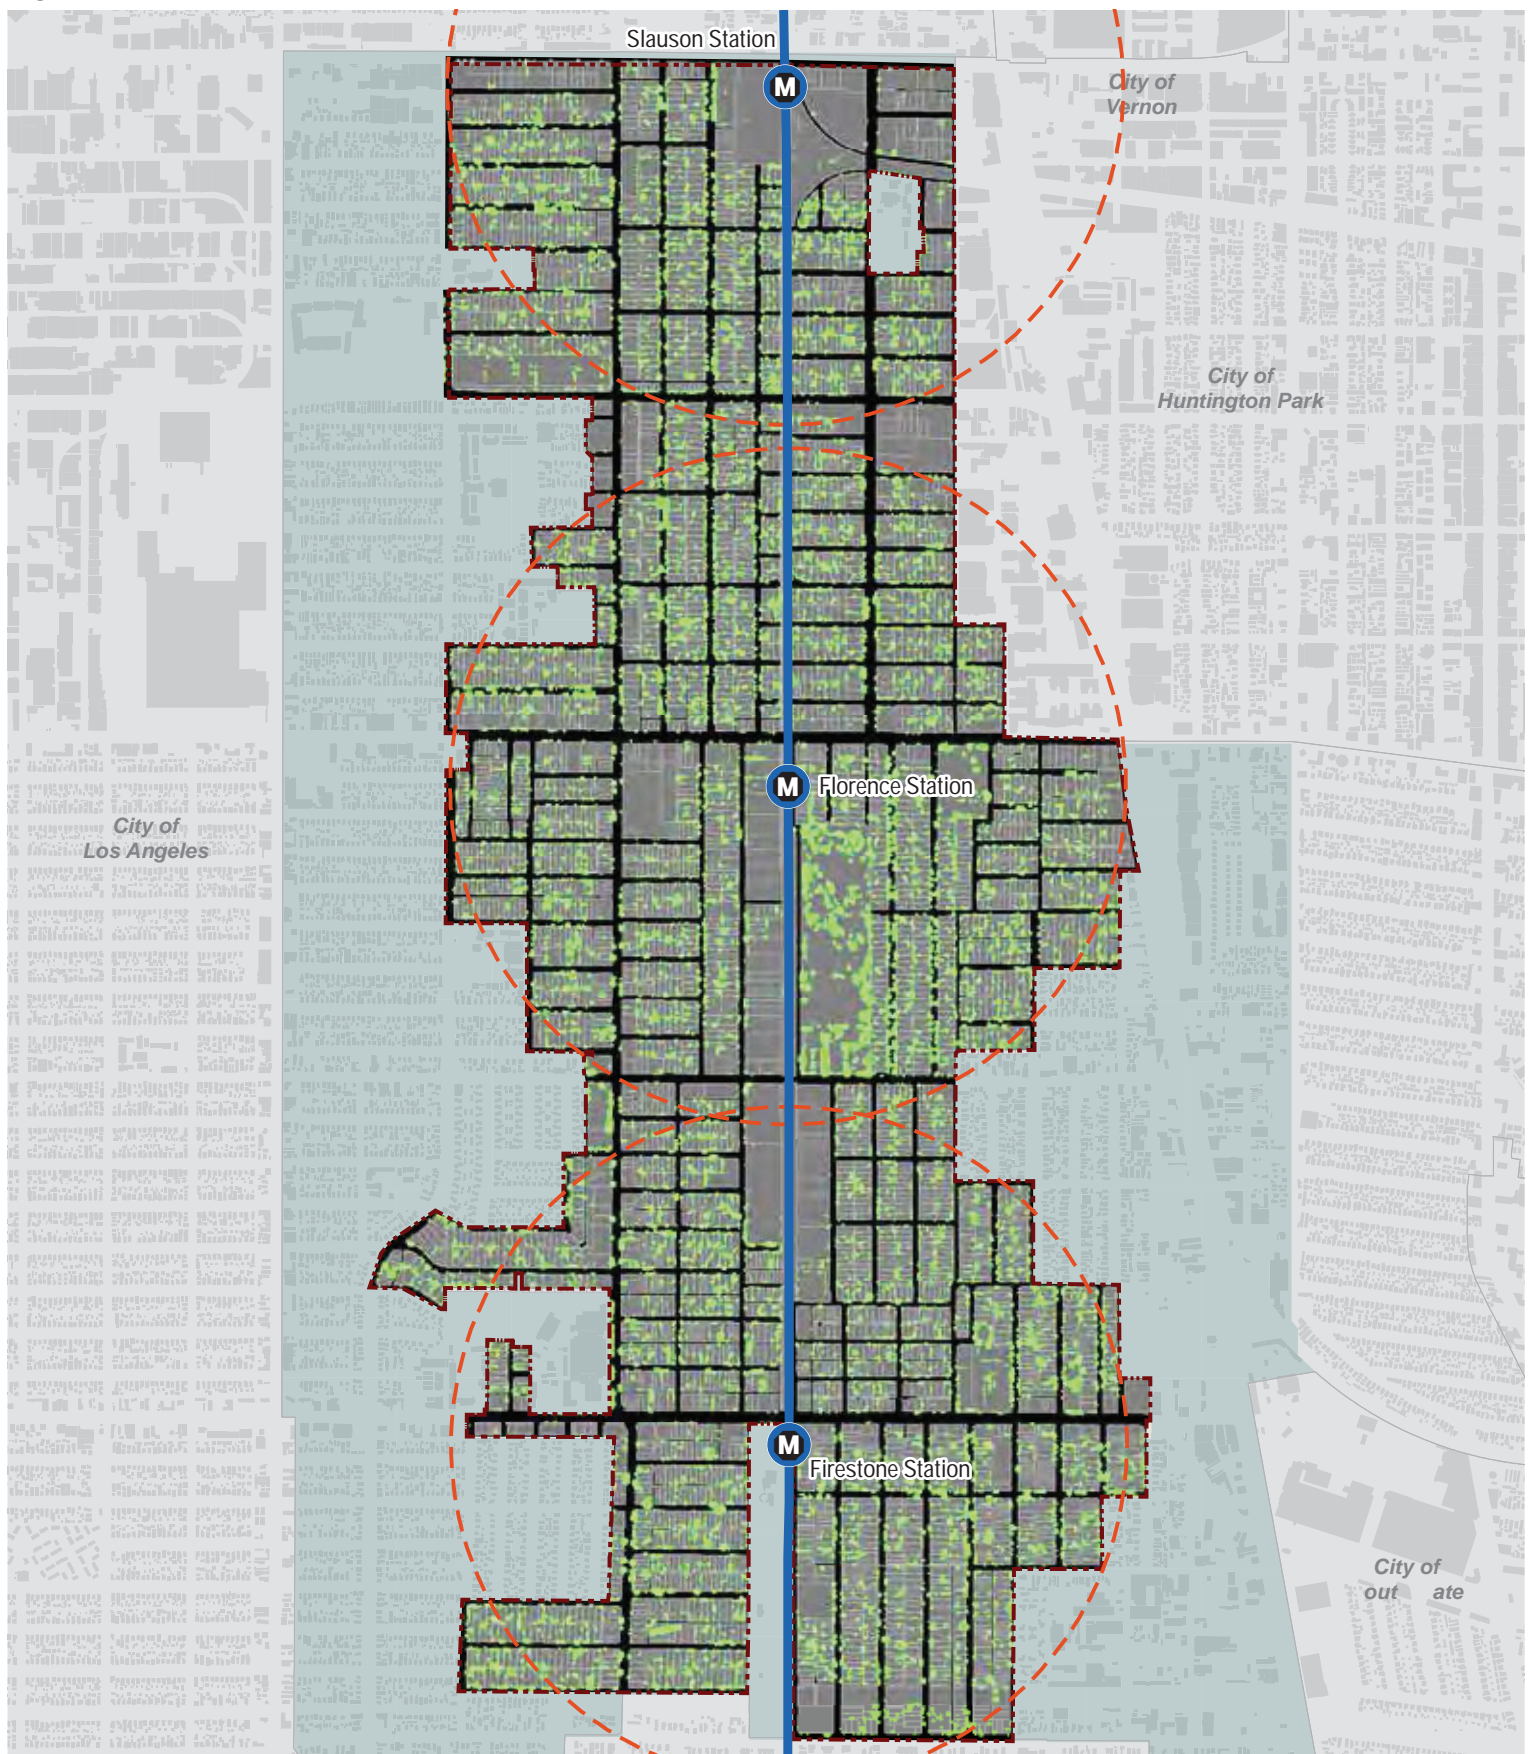 Slauson Station
M
City of
Vernon
City of
Huntington Park
M
Florence Station
City of
Los Angeles
M
Firestone Station
City of
out ate